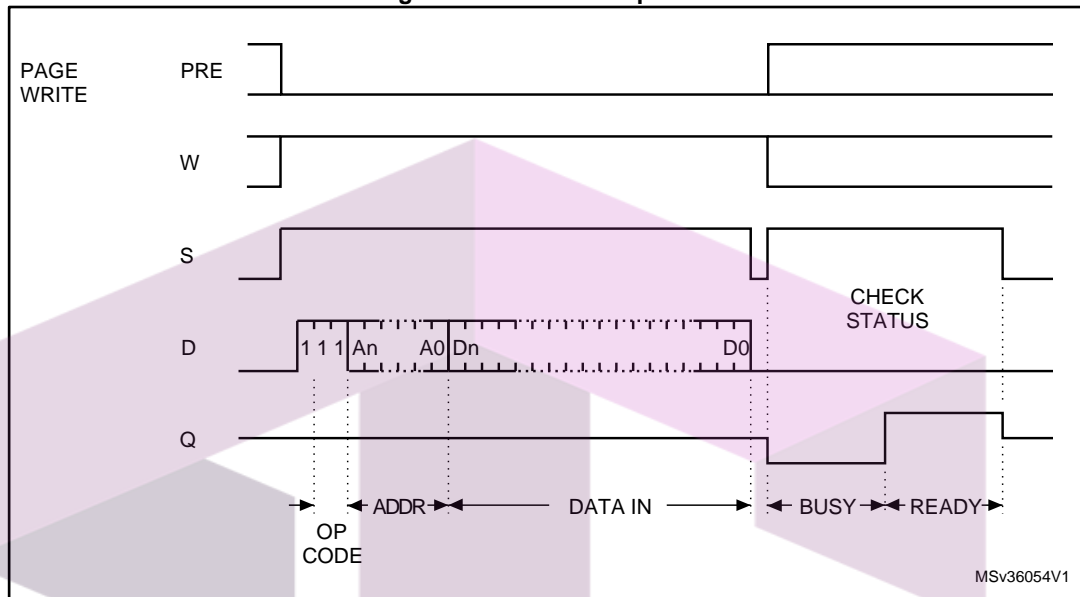 PAGE
WRITE
PRE
W
S
CHECK
STATUS
D
1 1 1 An A0 Dn D0
Q
ADDR DATA IN BUSY READY
OP
CODE
MSv36054V1